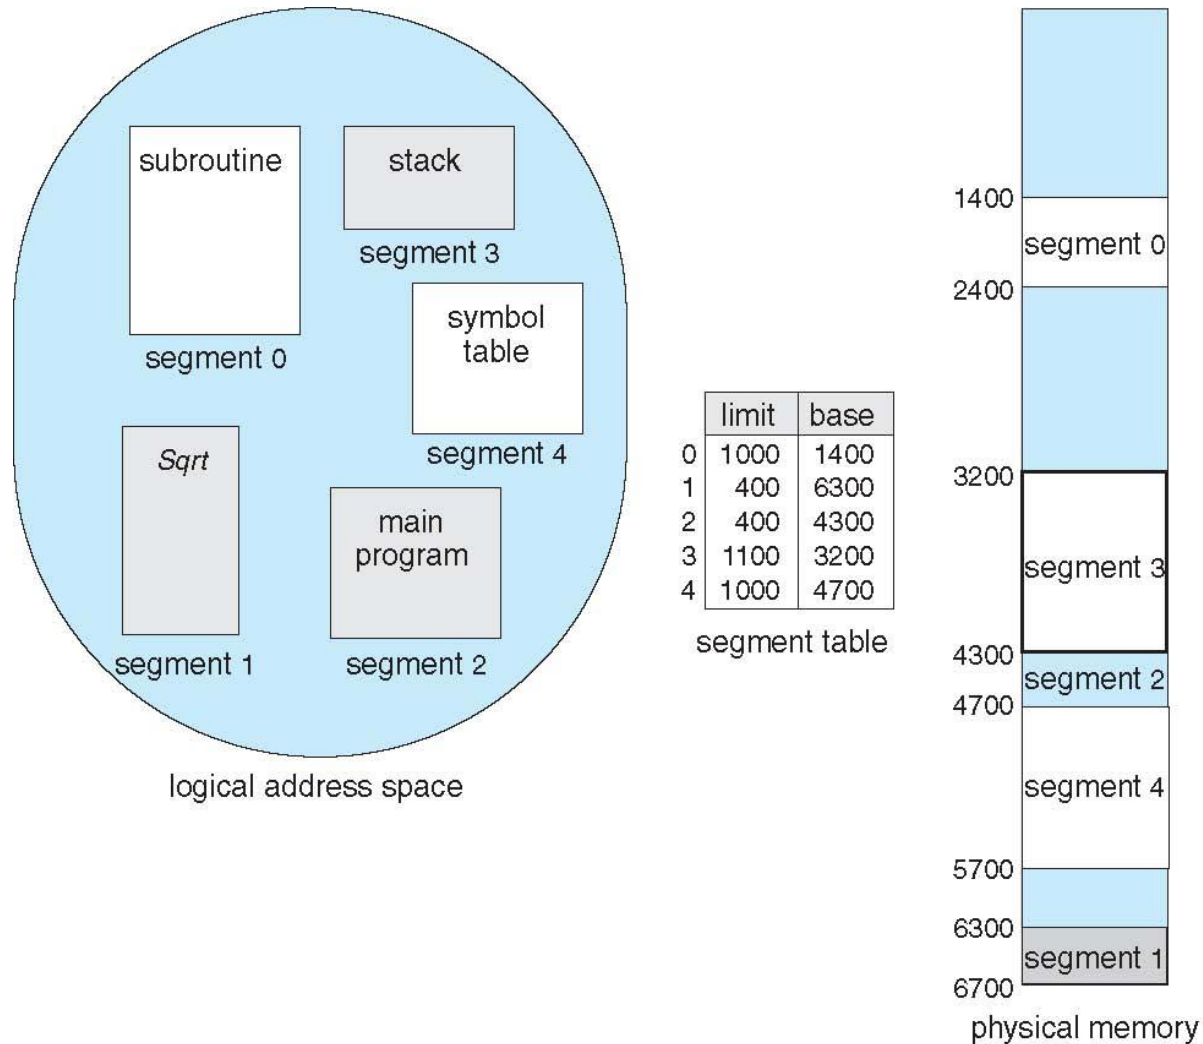 subroutine
stack
segment 3
symbol
table
segment 0
segment 4
Sqrt
main
program
segment 1
segment 2
logical address space
limit base
0 1000 1400
1 400 6300
2 400 4300
3 1100 3200
4 1000 4700
segment table
1400
segment 0
2400
3200
segment 3
4300
segment 2
4700
segment 4
5700
6300
segment 1
6700
physical memory